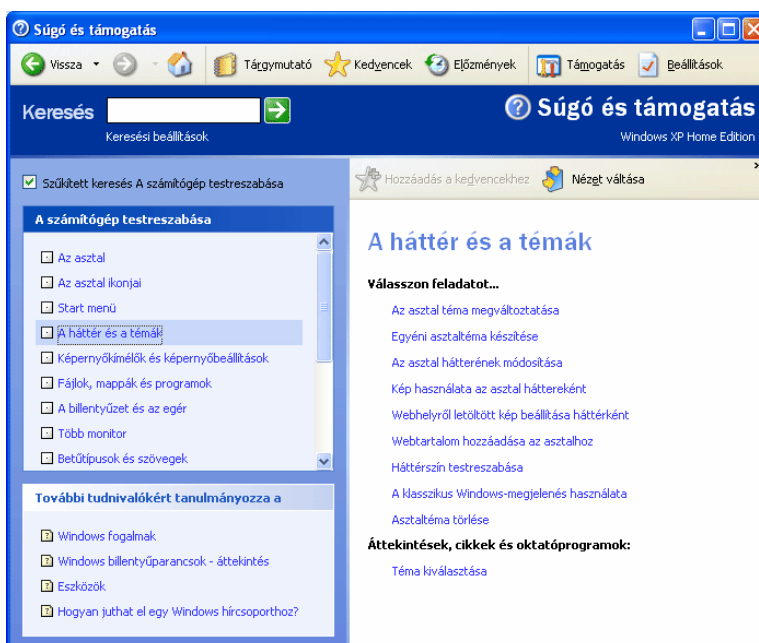 Súgó és támogatás
Vissza Tárgymutató Kedvencek Előzmények Támogatás Beállítások
Keresés
Keresési beállítások
Súgó és támogatás
Windows XP Home Edition
Szűkített keresés A számítógép testreszabása
A számítógép testreszabása
Az asztal
Az asztal ikonjai
Start menü
A háttér és a témák
Képernyőkímélők és képernyőbeállítások
Fájlok, mappák és programok
A billentyűzet és az egér
Több monitor
Betűtípusok és szövegek
További tudnivalókért tanulmányozza a
Windows fogalmak
Windows billentyűparancsok - áttekintés
Eszközök
Hogyan juthat el egy Windows hírcsoporthoz?
Hozzáadás a kedvencekhez Nézet váltása
A háttér és a témák
Válasszon feladatot...
Az asztal téma megváltoztatása
Egyéni asztaltéma készítése
Az asztal hátterének módosítása
Kép használata az asztal háttereként
Webhelyről letöltött kép beállítása háttérként
Webtartalom hozzáadása az asztalhoz
Háttérszín testreszabása
A klasszikus Windows-megjelenés használata
Asztaltéma törlése
Áttekintések, cikkek és oktatóprogramok:
Téma kiválasztása